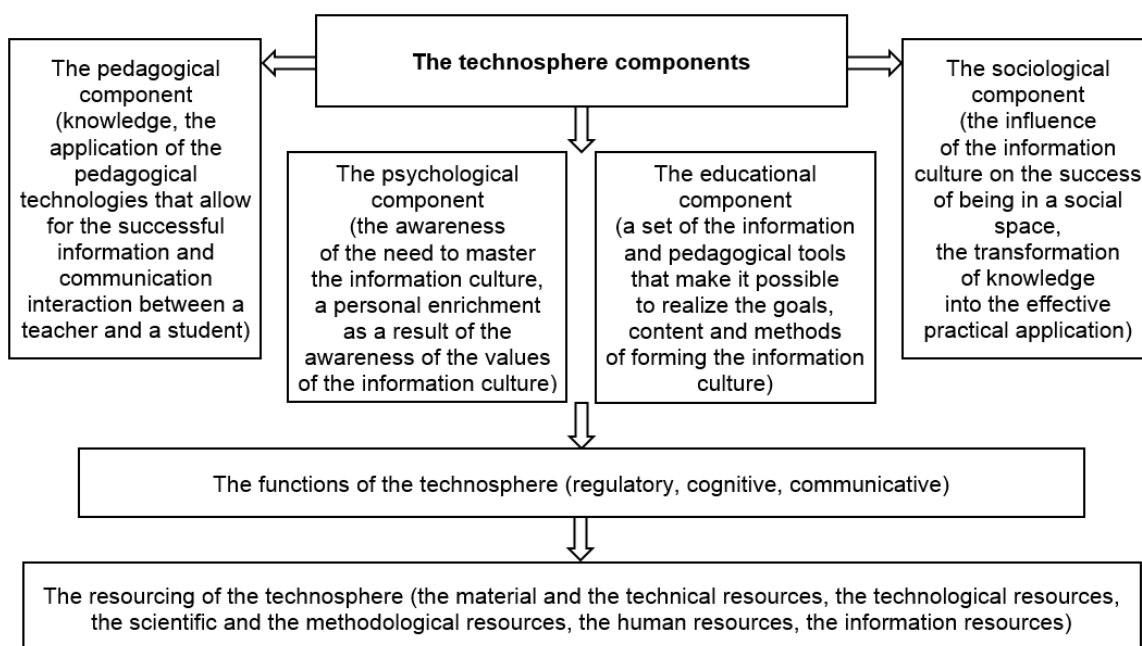 The technosphere components
The pedagogical
component
(knowledge, the
application of the
pedagogical
technologies that allow
for the successful
information and
communication
interaction between a
teacher and a student)
The psychological
component
(the awareness
of the need to master
the information culture,
a personal enrichment
as a result of the
awareness of the values
of the information culture)
The educational
component
(a set of the information
and pedagogical tools
that make it possible
to realize the goals,
content and methods
of forming the information
culture)
The sociological
component
(the influence
of the information
culture on the success
of being in a social
space,
the transformation
of knowledge
into the effective
practical application)
The functions of the technosphere (regulatory, cognitive, communicative)
The resourcing of the technosphere (the material and the technical resources, the technological resources,
the scientific and the methodological resources, the human resources, the information resources)